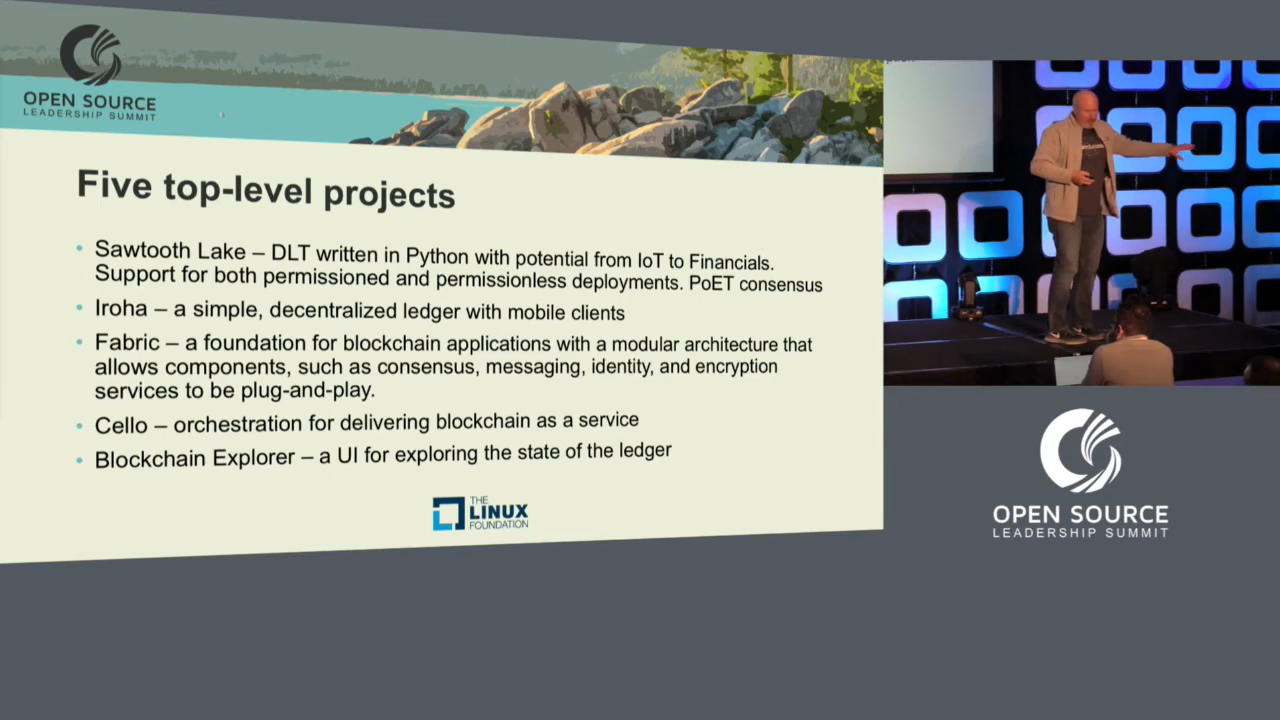 OPEN SOURCE
LEADERSHIP SUMMIT
Five top-level projects
• Sawtooth Lake – DLT written in Python with potential from IoT to Financials.
Support for both permissioned and permissionless deployments. PoET consensus
• Iroha – a simple, decentralized ledger with mobile clients
• Fabric – a foundation for blockchain applications with a modular architecture that
allows components, such as consensus, messaging, identity, and encryption
services to be plug-and-play.
• Cello – orchestration for delivering blockchain as a service
• Blockchain Explorer – a UI for exploring the state of the ledger
THE
LINUX
FOUNDATION
OPEN SOURCE
LEADERSHIP SUMMIT